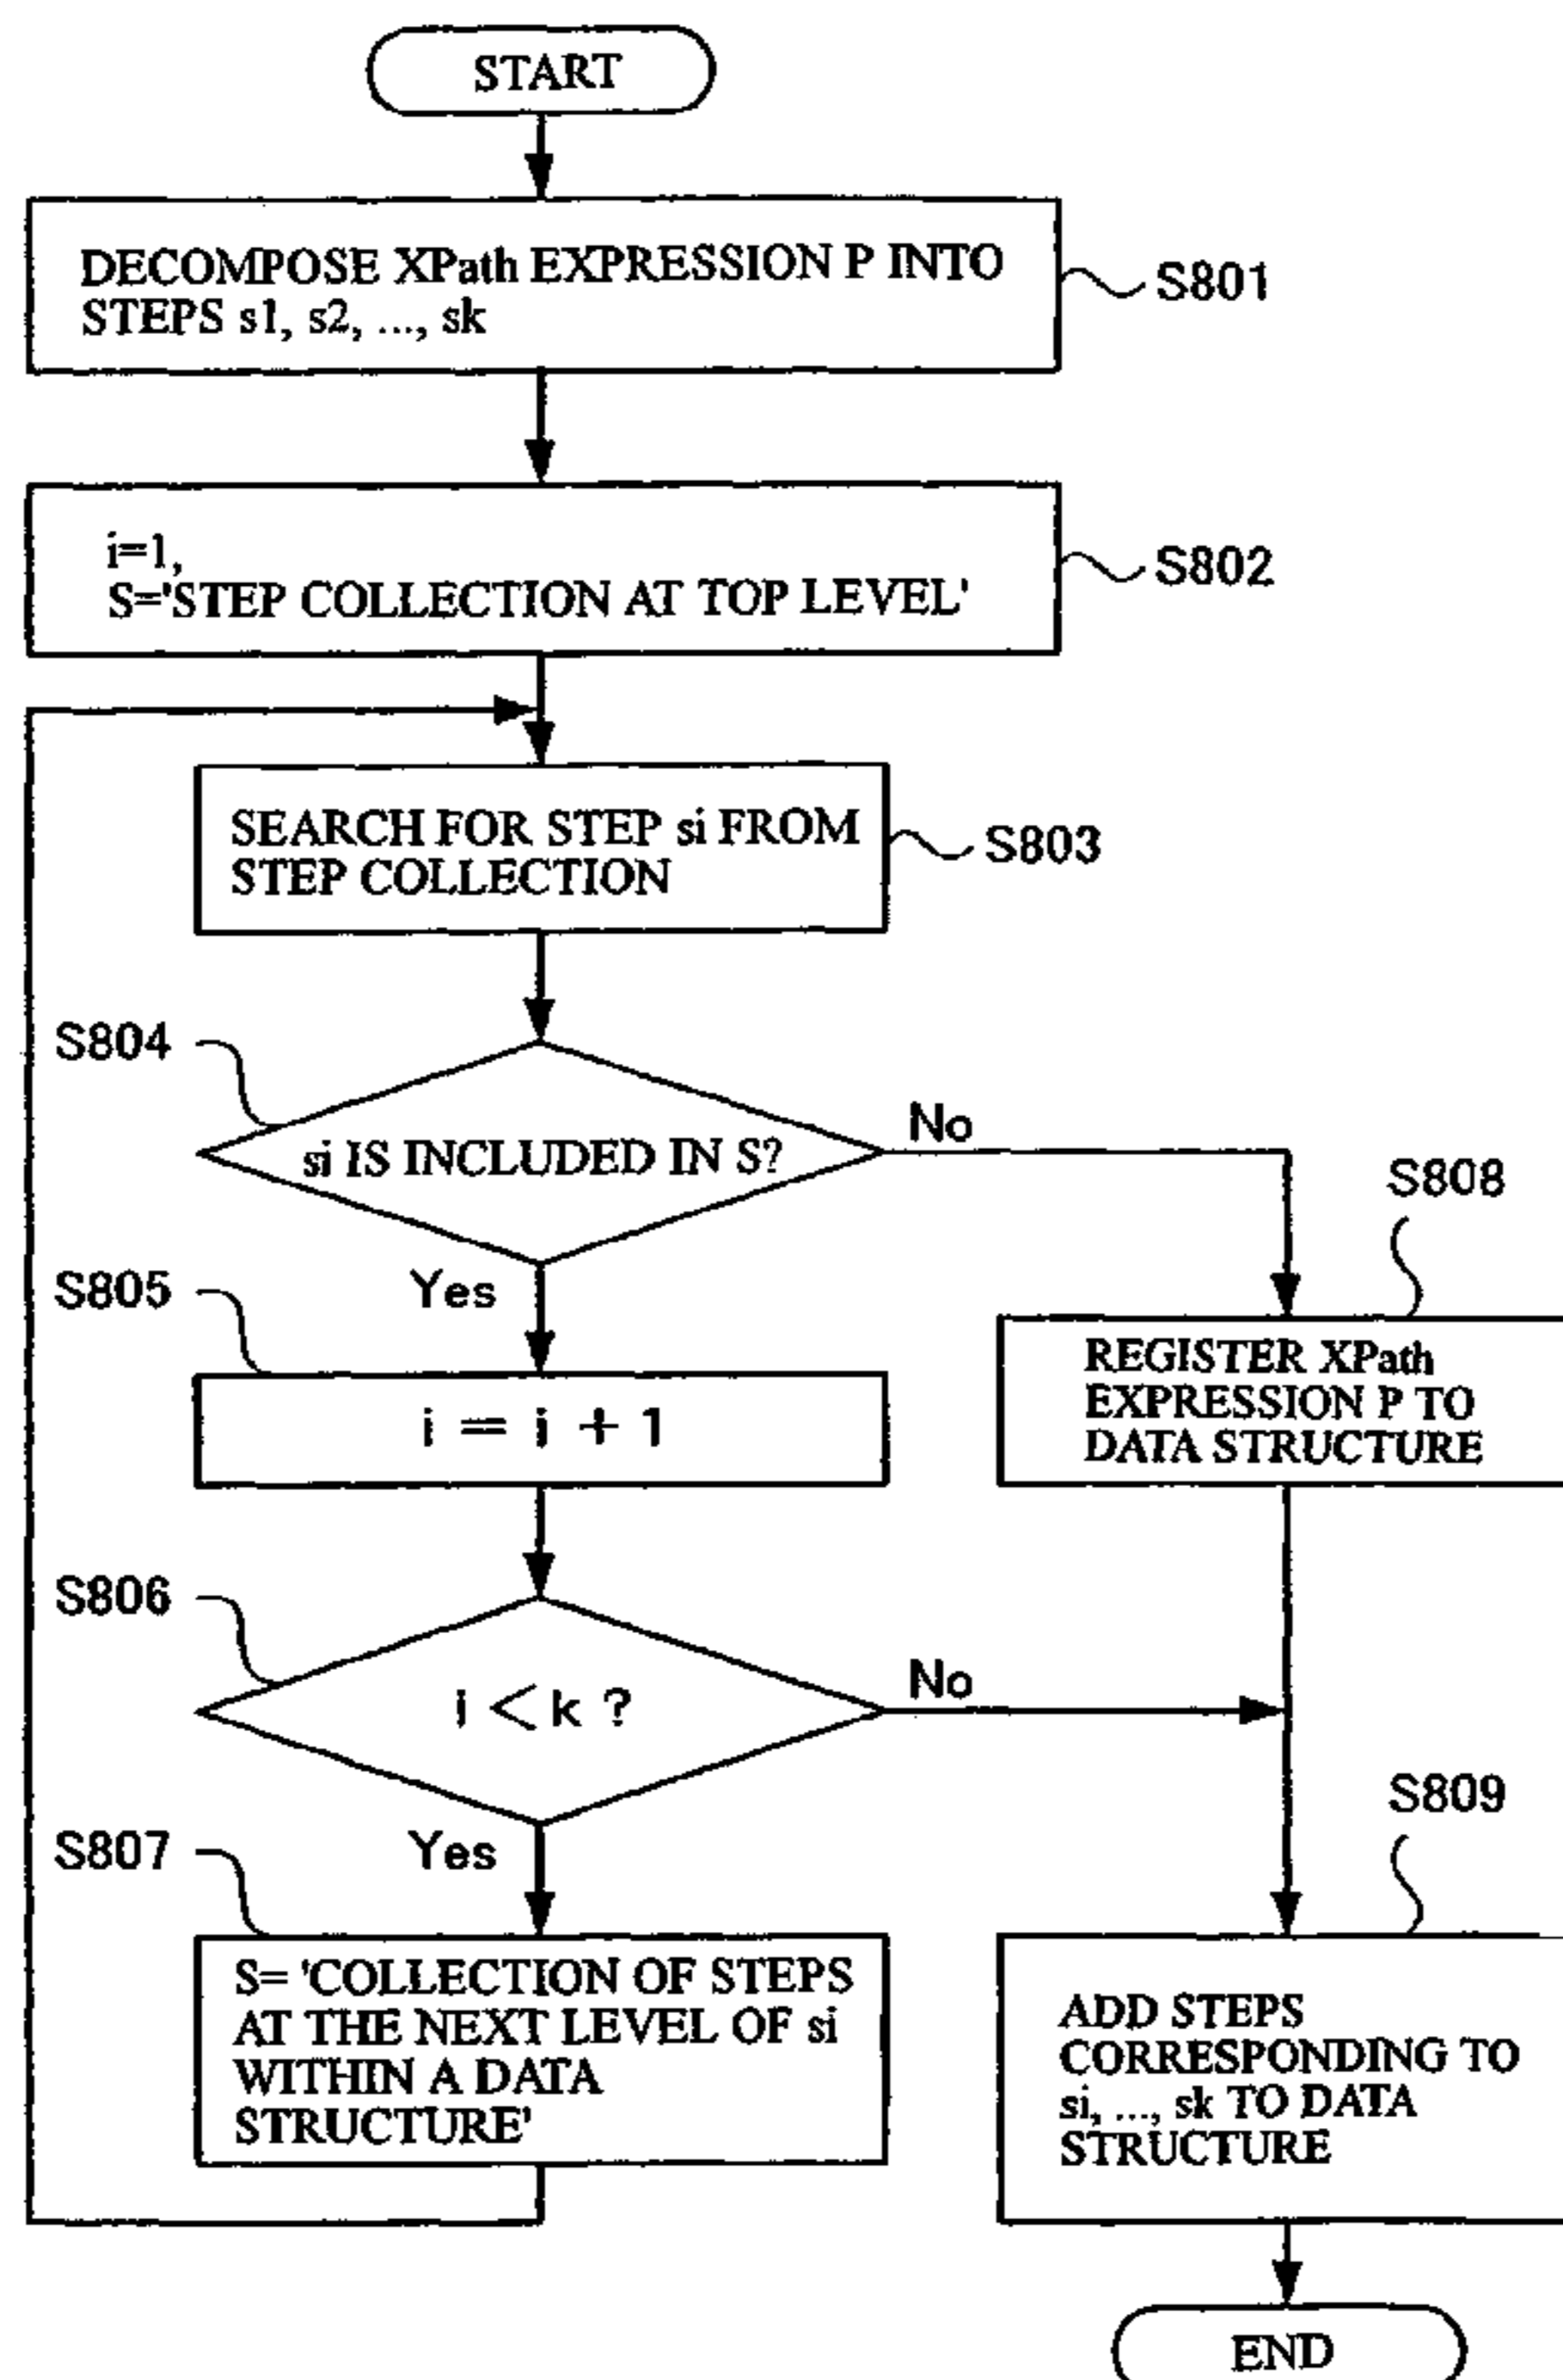 START
DECOMPOSE XPath EXPRESSION P INTO
STEPS s1, s2, ..., sk
S801
i=1,
S='STEP COLLECTION AT TOP LEVEL'
S802
SEARCH FOR STEP si FROM
STEP COLLECTION
S803
S804
si IS INCLUDED IN S?
No
Yes
S808
S805
i = i + 1
REGISTER XPath
EXPRESSION P TO
DATA STRUCTURE
S806
i < k ?
No
Yes
S809
S807
S= 'COLLECTION OF STEPS
AT THE NEXT LEVEL OF si
WITHIN A DATA
STRUCTURE'
ADD STEPS
CORRESPONDING TO
si, ..., sk TO DATA
STRUCTURE
END